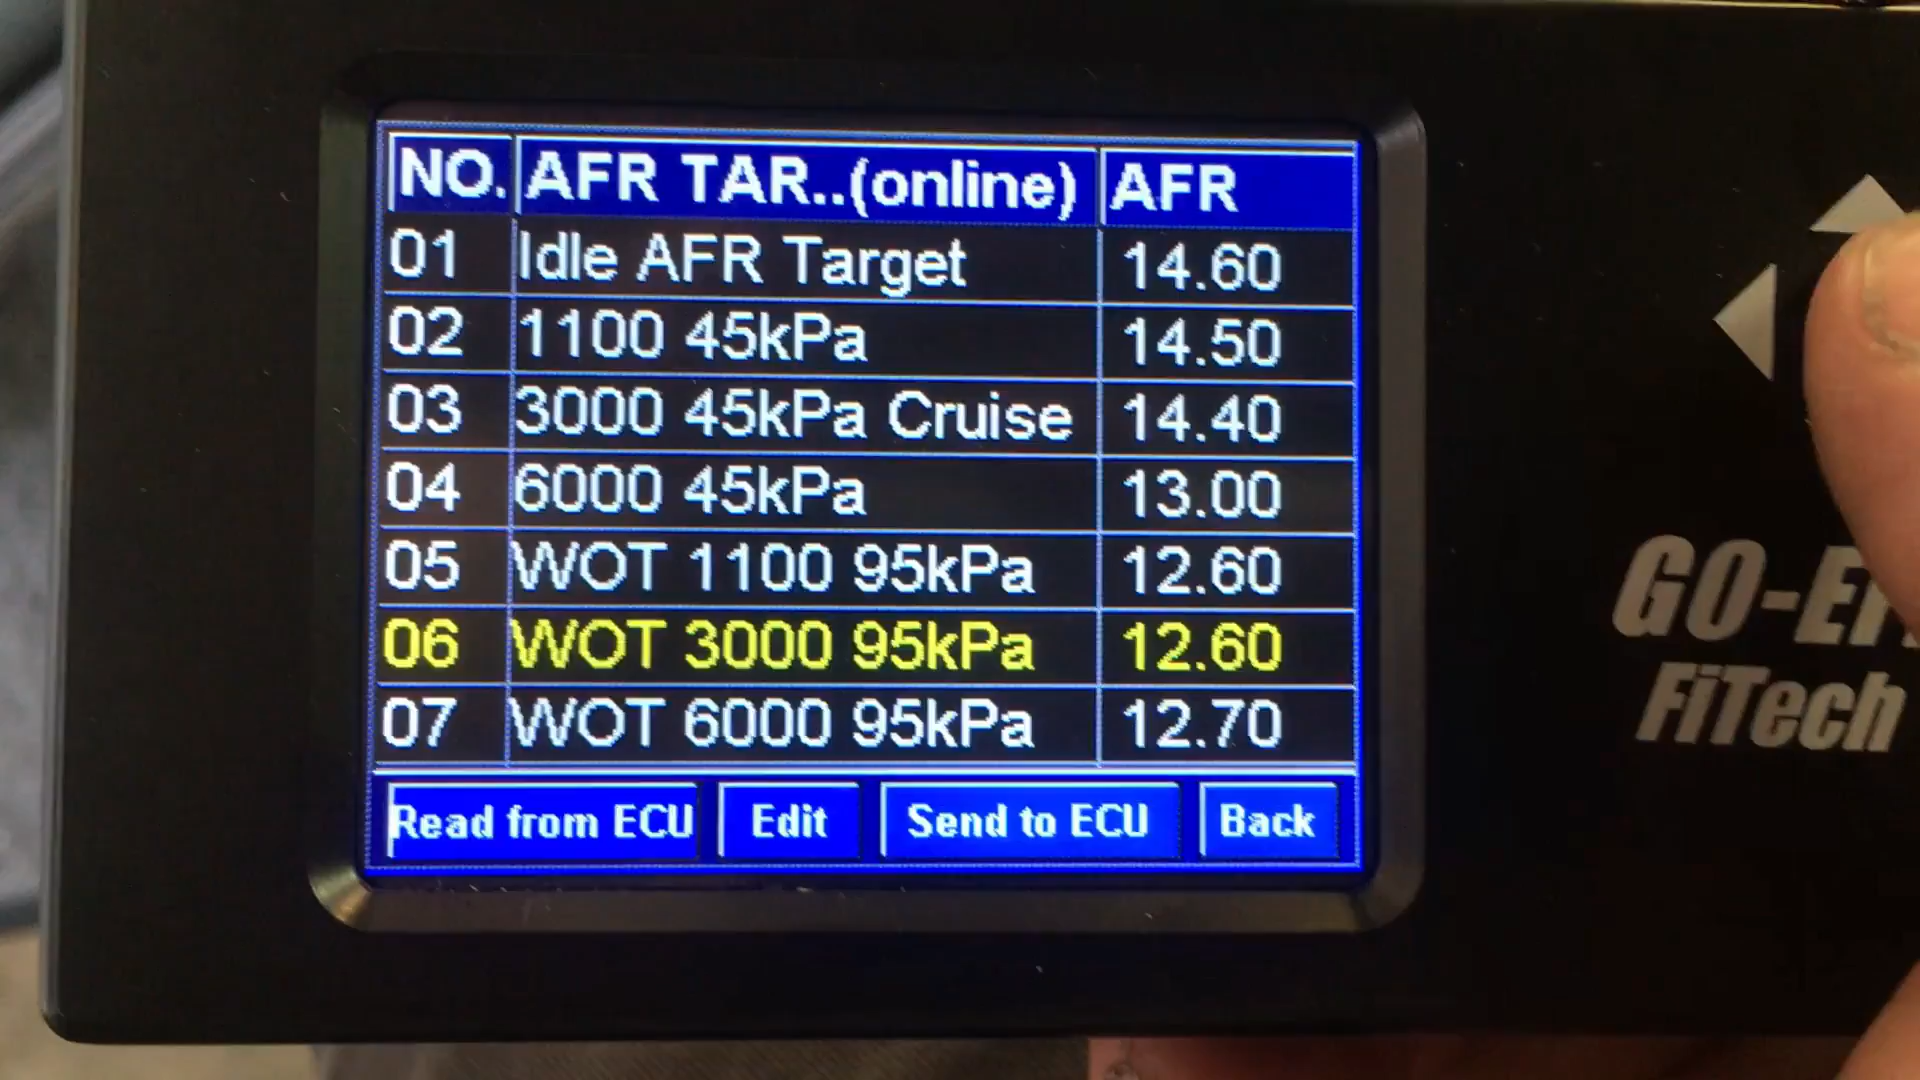 NO. AFR TAR..(online) AFR
01 Idle AFR Target 14.60
02 1100 45kPa 14.50
03 3000 45kPa Cruise 14.40
04 6000 45kPa 13.00
05 WOT 1100 95kPa 12.60
06 WOT 3000 95kPa 12.60
07 WOT 6000 95kPa 12.70
Read from ECU Edit Send to ECU Back
FiTech